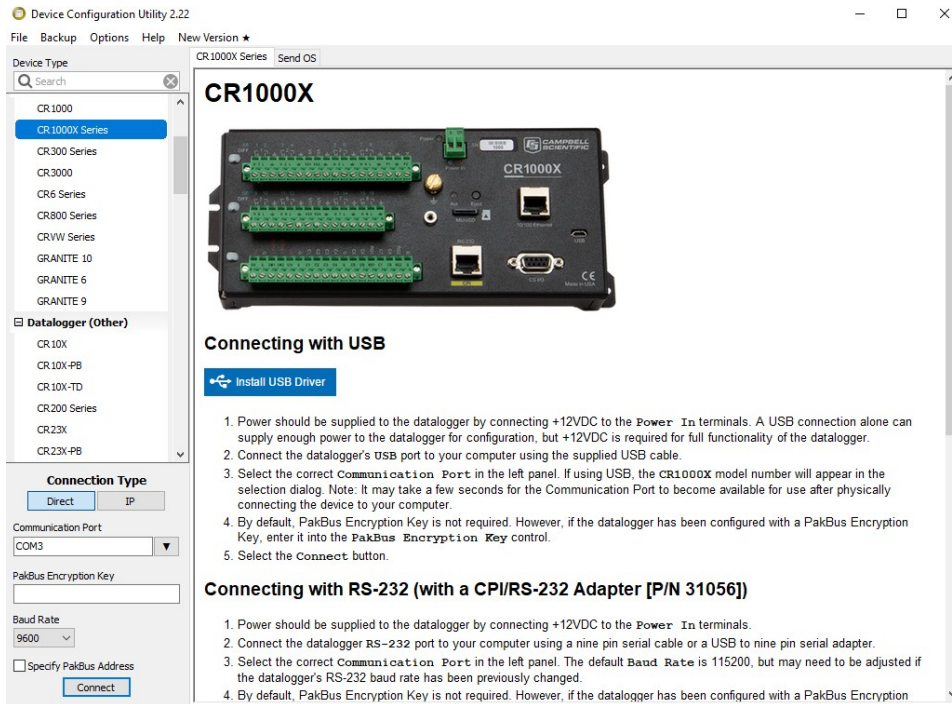 Device Configuration Utility 2.22
File Backup Options Help New Version ★
Device Type
Search
CR1000
CR1000X Series
CR300 Series
CR3000
CR6 Series
CR800 Series
CRVW Series
GRANITE 10
GRANITE 6
GRANITE 9
Datalogger (Other)
CR10X
CR10X-PB
CR10X-TD
CR200 Series
CR23X
CR23X-PB
Connection Type
Direct IP
Communication Port
COM3
PakBus Encryption Key
Baud Rate
9600
Specify PakBus Address
Connect
CR1000X Series Send OS
CR1000X
CAMPBELL
SCIENTIFIC
CR1000X
Power In
10/100 Ethernet
USB
RS-232
CPI
CS I/O
CE
Made in USA
Connecting with USB
Install USB Driver
1. Power should be supplied to the datalogger by connecting +12VDC to the Power In terminals. A USB connection alone can
supply enough power to the datalogger for configuration, but +12VDC is required for full functionality of the datalogger.
2. Connect the datalogger's USB port to your computer using the supplied USB cable.
3. Select the correct Communication Port in the left panel. If using USB, the CR1000X model number will appear in the
selection dialog. Note: It may take a few seconds for the Communication Port to become available for use after physically
connecting the device to your computer.
4. By default, PakBus Encryption Key is not required. However, if the datalogger has been configured with a PakBus Encryption
Key, enter it into the PakBus Encryption Key control.
5. Select the Connect button.
Connecting with RS-232 (with a CPI/RS-232 Adapter [P/N 31056])
1. Power should be supplied to the datalogger by connecting +12VDC to the Power In terminals.
2. Connect the datalogger RS-232 port to your computer using a nine pin serial cable or a USB to nine pin serial adapter.
3. Select the correct Communication Port in the left panel. The default Baud Rate is 115200, but may need to be adjusted if
the datalogger's RS-232 baud rate has been previously changed.
4. By default, PakBus Encryption Key is not required. However, if the datalogger has been configured with a PakBus Encryption